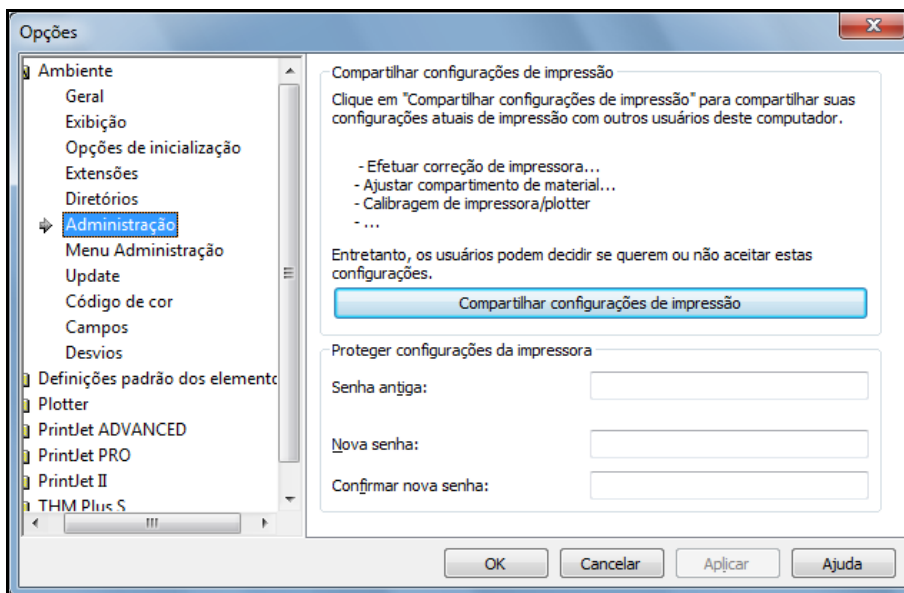 Opções
Ambiente
Geral
Exibição
Opções de inicialização
Extensões
Diretórios
Administração
Menu Administração
Update
Código de cor
Campos
Desvios
Definições padrão dos elemento
Plotter
PrintJet ADVANCED
PrintJet PRO
PrintJet II
THM Plus S
Compartilhar configurações de impressão
Clique em "Compartilhar configurações de impressão" para compartilhar suas
configurações atuais de impressão com outros usuários deste computador.
- Efetuar correção de impressora...
- Ajustar compartimento de material...
- Calibragem de impressora/plotter
- ...
Entretanto, os usuários podem decidir se querem ou não aceitar estas
configurações.
Compartilhar configurações de impressão
Proteger configurações da impressora
Senha antiga:
Nova senha:
Confirmar nova senha:
OK Cancelar Aplicar Ajuda